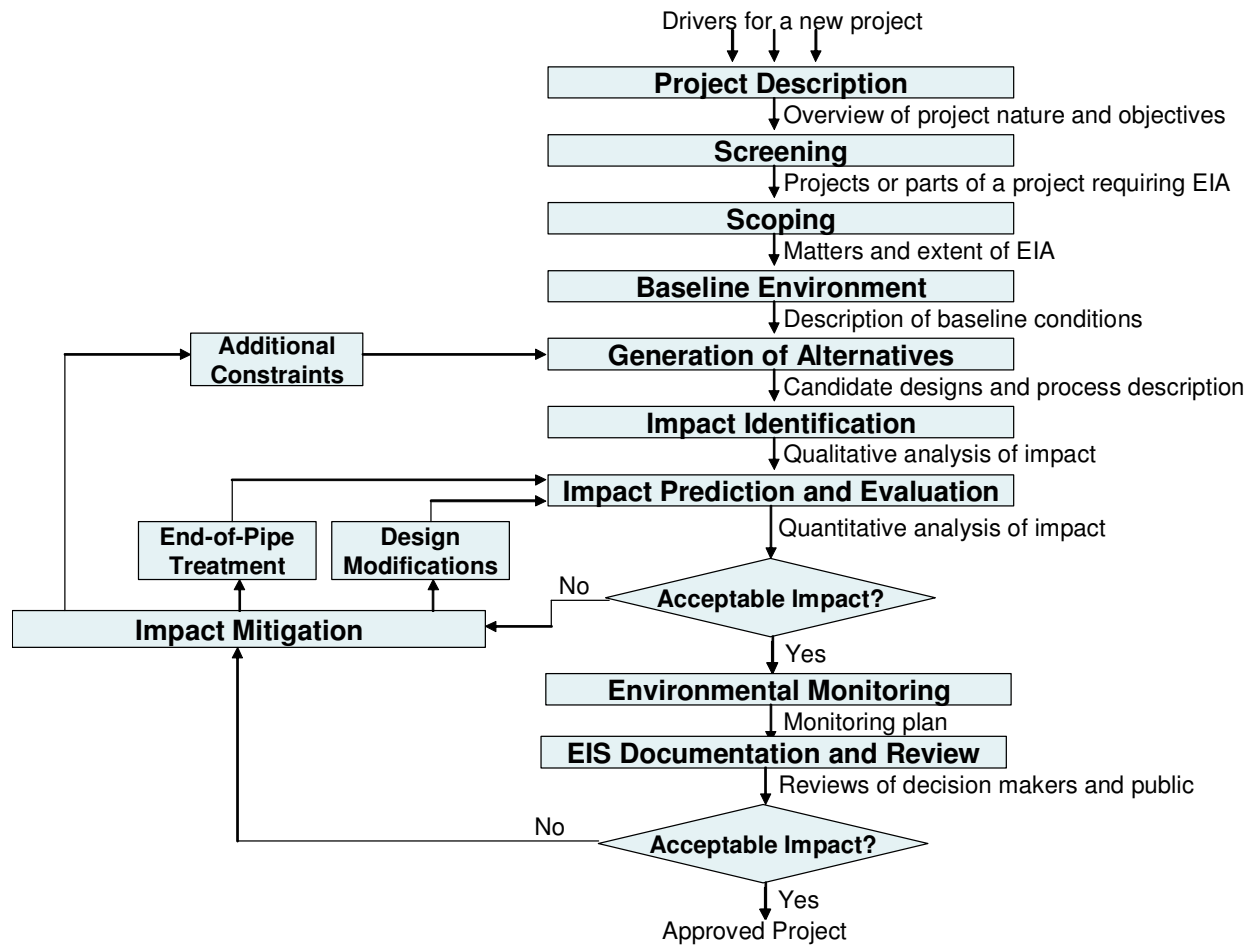 Drivers for a new project
Project Description
Overview of project nature and objectives
Screening
Projects or parts of a project requiring EIA
Scoping
Matters and extent of EIA
Baseline Environment
Description of baseline conditions
Additional
Constraints
Generation of Alternatives
Candidate designs and process description
Impact Identification
Qualitative analysis of impact
Impact Prediction and Evaluation
Quantitative analysis of impact
End-of-Pipe
Treatment
Design
Modifications
No
Acceptable Impact?
Impact Mitigation
Yes
Environmental Monitoring
Monitoring plan
EIS Documentation and Review
Reviews of decision makers and public
No
Acceptable Impact?
Yes
Approved Project